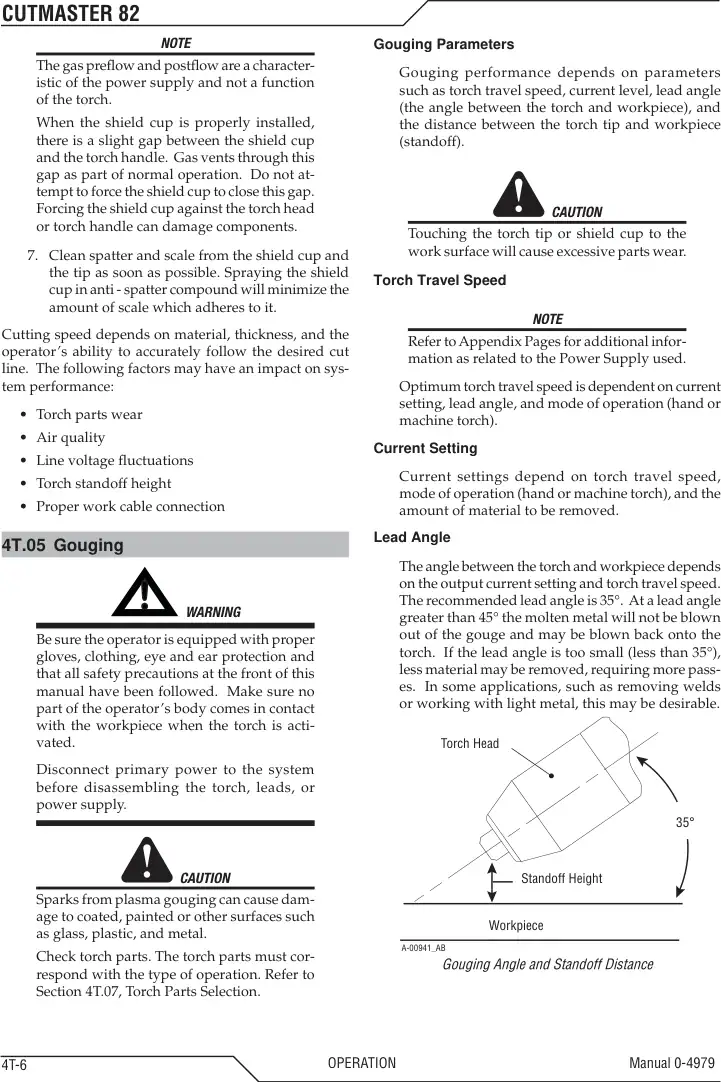 CUTMASTER 82
NOTE
The gas preflow and postflow are a character-
istic of the power supply and not a function
of the torch.
When the shield cup is properly installed,
there is a slight gap between the shield cup
and the torch handle. Gas vents through this
gap as part of normal operation. Do not at-
tempt to force the shield cup to close this gap.
Forcing the shield cup against the torch head
or torch handle can damage components.
7. Clean spatter and scale from the shield cup and
the tip as soon as possible. Spraying the shield
cup in anti - spatter compound will minimize the
amount of scale which adheres to it.
Cutting speed depends on material, thickness, and the
operator's ability to accurately follow the desired cut
line. The following factors may have an impact on sys-
tem performance:
• Torch parts wear
• Air quality
• Line voltage fluctuations
• Torch standoff height
• Proper work cable connection
4T.05 Gouging
WARNING
Be sure the operator is equipped with proper
gloves, clothing, eye and ear protection and
that all safety precautions at the front of this
manual have been followed. Make sure no
part of the operator's body comes in contact
with the workpiece when the torch is acti-
vated.
Disconnect primary power to the system
before disassembling the torch, leads, or
power supply.
CAUTION
Sparks from plasma gouging can cause dam-
age to coated, painted or other surfaces such
as glass, plastic, and metal.
Check torch parts. The torch parts must cor-
respond with the type of operation. Refer to
Section 4T.07, Torch Parts Selection.
Gouging Parameters
Gouging performance depends on parameters
such as torch travel speed, current level, lead angle
(the angle between the torch and workpiece), and
the distance between the torch tip and workpiece
(standoff).
CAUTION
Touching the torch tip or shield cup to the
work surface will cause excessive parts wear.
Torch Travel Speed
NOTE
Refer to Appendix Pages for additional infor-
mation as related to the Power Supply used.
Optimum torch travel speed is dependent on current
setting, lead angle, and mode of operation (hand or
machine torch).
Current Setting
Current settings depend on torch travel speed,
mode of operation (hand or machine torch), and the
amount of material to be removed.
Lead Angle
The angle between the torch and workpiece depends
on the output current setting and torch travel speed.
The recommended lead angle is 35°. At a lead angle
greater than 45° the molten metal will not be blown
out of the gouge and may be blown back onto the
torch. If the lead angle is too small (less than 35°),
less material may be removed, requiring more pass-
es. In some applications, such as removing welds
or working with light metal, this may be desirable.
Torch Head
35°
Standoff Height
Workpiece
A-00941_AB
Gouging Angle and Standoff Distance
4T-6
OPERATION
Manual 0-4979